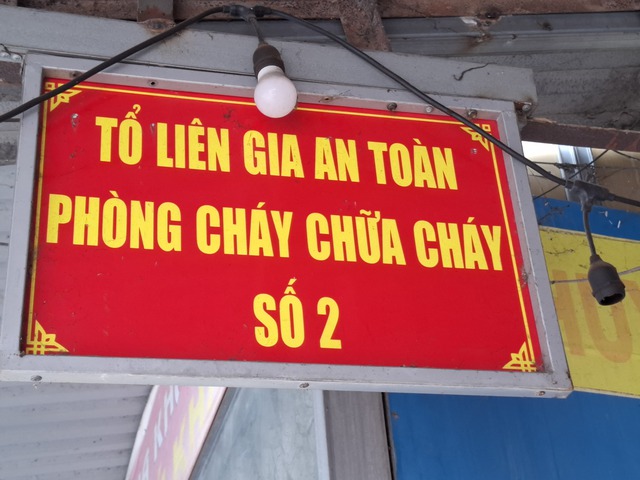 TỔ LIÊN GIA AN TOÀN
PHÒNG CHÁY CHỮA CHÁY
SỐ 2